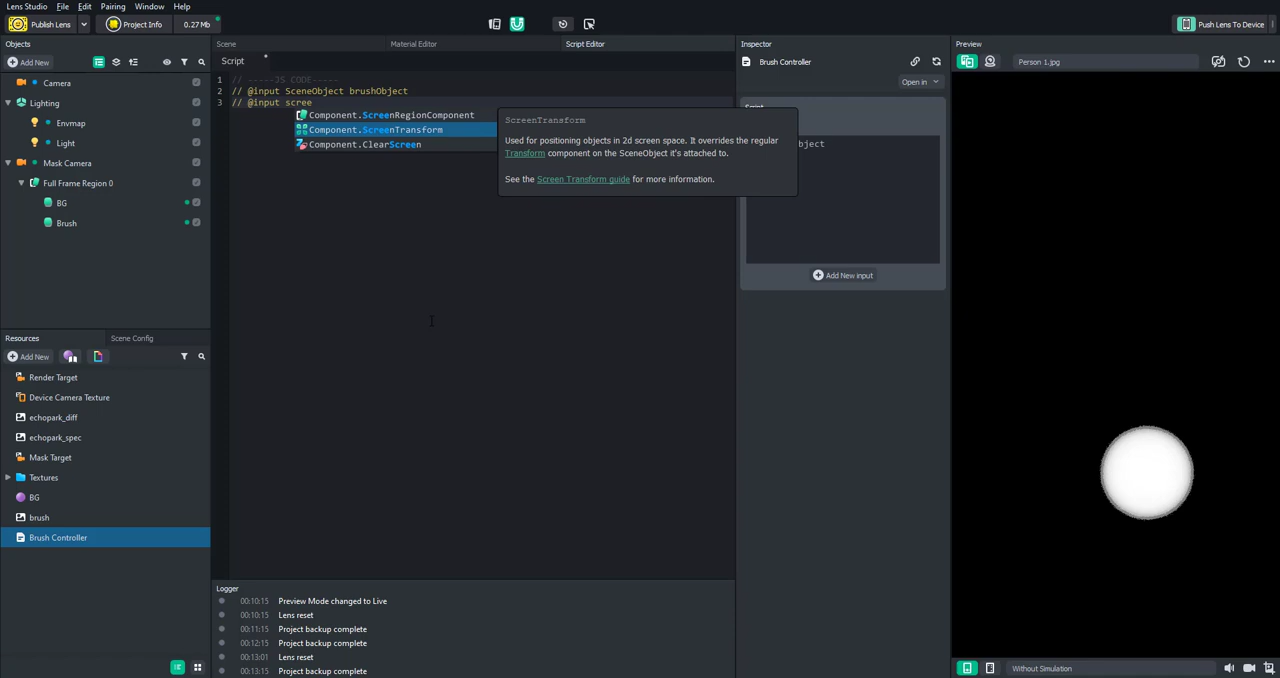 Lens Studio File Edit Pairing Window Help
Publish Lens Project Info 0.27 Mb Push Lens To Device
Objects
Add New
Camera
Lighting
Envmap
Light
Mask Camera
Full Frame Region 0
BG
Brush
Resources Scene Config
Add New
Render Target
Device Camera Texture
echopark_diff
echopark_spec
Mask Target
Textures
BG
brush
Brush Controller
Scene Material Editor Script Editor
Script
1 // -----JS CODE-----
2 // @input SceneObject brushObject
3 // @input scree
Component.ScreenRegionComponent
Component.ScreenTransform
Component.ClearScreen
ScreenTransform
Used for positioning objects in 2d screen space. It overrides the regular
Transform component on the SceneObject it's attached to.
See the Screen Transform guide for more information.
Logger
00:10:15 Preview Mode changed to Live
00:10:15 Lens reset
00:11:15 Project backup complete
00:12:15 Project backup complete
00:13:01 Lens reset
00:13:15 Project backup complete
Inspector
Brush Controller
Open in
bject
Add New input
Preview
Person 1.jpg
Without Simulation